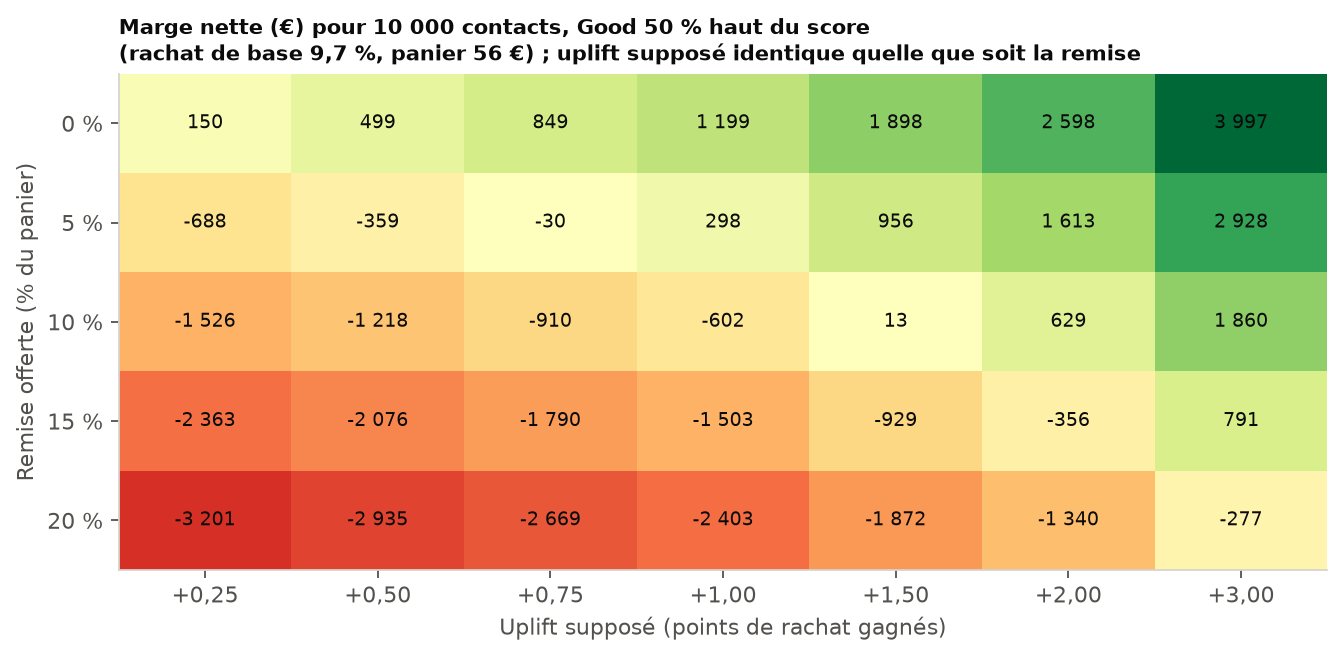 Marge nette (€) pour 10 000 contacts, Good 50 % haut du score
(rachat de base 9,7 %, panier 56 €) ; uplift supposé identique quelle que soit la remise
Remise offerte (% du panier)
0 % 150 499 849 1 199 1 898 2 598 3 997
5 % -688 -359 -30 298 956 1 613 2 928
10 % -1 526 -1 218 -910 -602 13 629 1 860
15 % -2 363 -2 076 -1 790 -1 503 -929 -356 791
20 % -3 201 -2 935 -2 669 -2 403 -1 872 -1 340 -277
+0,25 +0,50 +0,75 +1,00 +1,50 +2,00 +3,00
Uplift supposé (points de rachat gagnés)